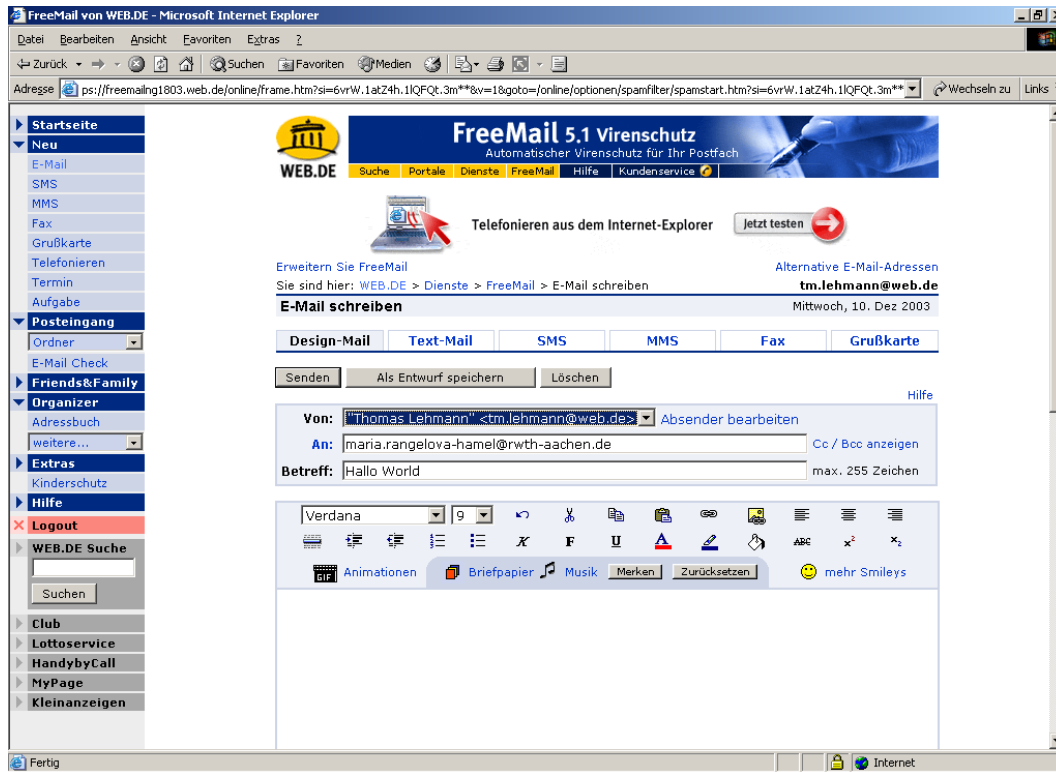 FreeMail von WEB.DE - Microsoft Internet Explorer
Datei Bearbeiten Ansicht Favoriten Extras ?
Zurück Suchen Favoriten Medien
Adresse ps://freemailng1803.web.de/online/frame.htm?si=6vrW.1atZ4h.1lQFQt.3m**&v=1&goto=/online/optionen/spamfilter/spamstart.htm?si=6vrW.1atZ4h.1lQFQt.3m** Wechseln zu Links
Startseite
Neu
E-Mail
SMS
MMS
Fax
Grußkarte
Telefonieren
Termin
Aufgabe
Posteingang
Ordner
E-Mail Check
Friends&Family
Organizer
Adressbuch
weitere...
Extras
Kinderschutz
Hilfe
Logout
WEB.DE Suche
Suchen
Club
Lottoservice
HandybyCall
MyPage
Kleinanzeigen
WEB.DE
FreeMail 5.1 Virenschutz
Automatischer Virenschutz für Ihr Postfach
Suche Portale Dienste FreeMail Hilfe Kundenservice
Telefonieren aus dem Internet-Explorer Jetzt testen
Erweitern Sie FreeMail Alternative E-Mail-Adressen
Sie sind hier: WEB.DE > Dienste > FreeMail > E-Mail schreiben tm.lehmann@web.de
E-Mail schreiben Mittwoch, 10. Dez 2003
Design-Mail Text-Mail SMS MMS Fax Grußkarte
Senden Als Entwurf speichern Löschen
Hilfe
Von: "Thomas Lehmann" <tm.lehmann@web.de> Absender bearbeiten
An: maria.rangelova-hamel@rwth-aachen.de Cc / Bcc anzeigen
Betreff: Hallo World max. 255 Zeichen
Verdana 9
K F U A ABC x² x₂
GIF Animationen Briefpapier Musik Merken Zurücksetzen mehr Smileys
Fertig Internet